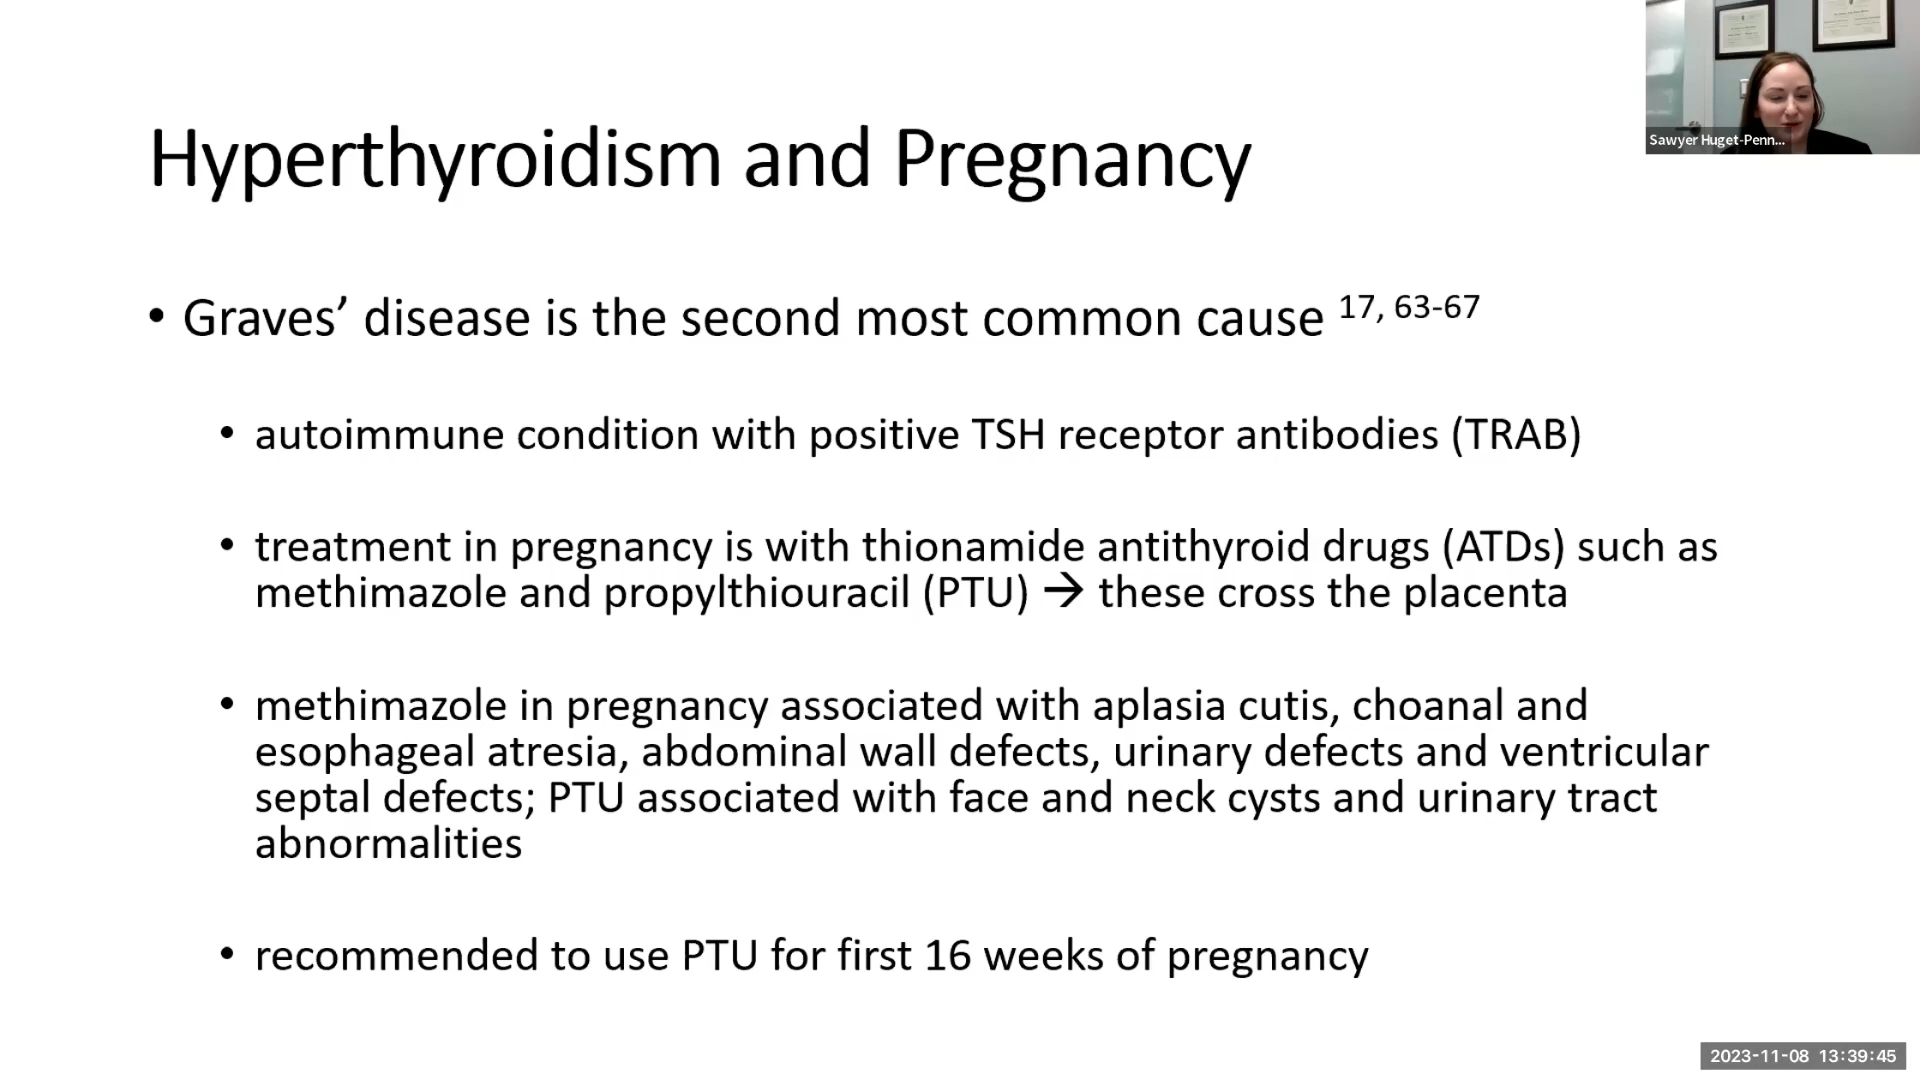 Sawyer Huget-Penn...
Hyperthyroidism and Pregnancy
• Graves’ disease is the second most common cause 17, 63-67
• autoimmune condition with positive TSH receptor antibodies (TRAB)
• treatment in pregnancy is with thionamide antithyroid drugs (ATDs) such as
methimazole and propylthiouracil (PTU) → these cross the placenta
• methimazole in pregnancy associated with aplasia cutis, choanal and
esophageal atresia, abdominal wall defects, urinary defects and ventricular
septal defects; PTU associated with face and neck cysts and urinary tract
abnormalities
• recommended to use PTU for first 16 weeks of pregnancy
2023-11-08 13:39:45